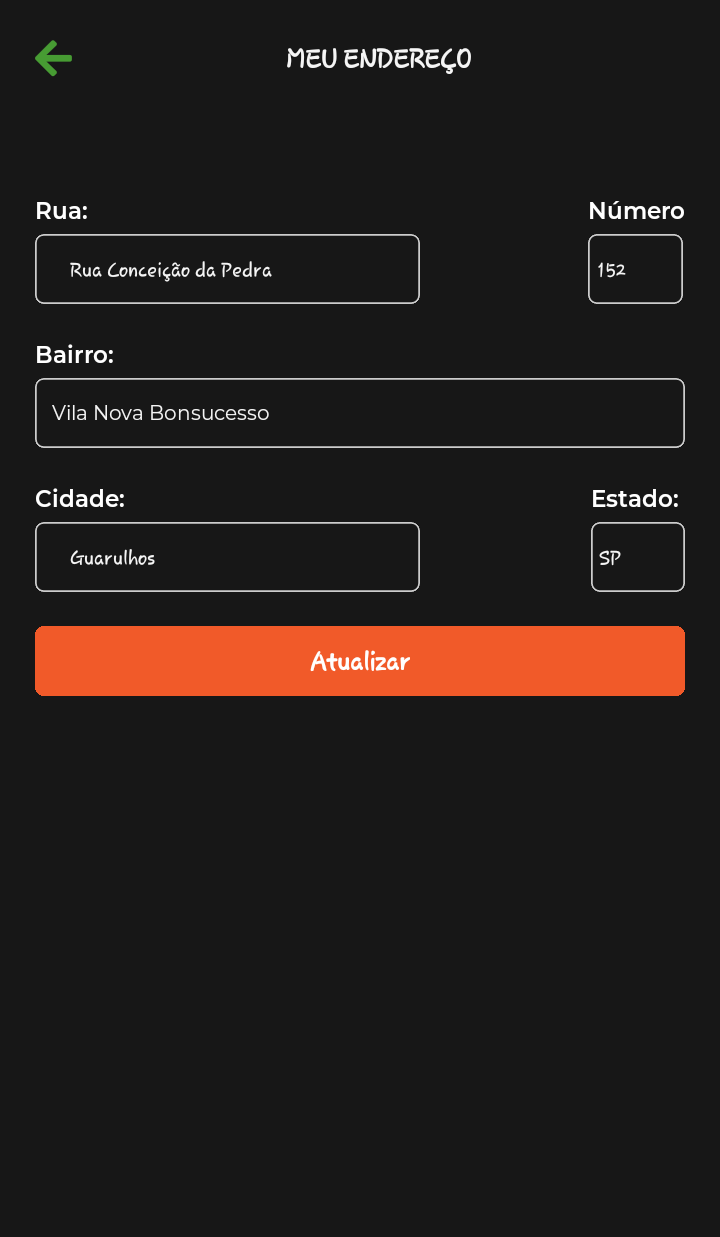 MEU ENDEREÇO
Rua: Número
Rua Conceição da Pedra 152
Bairro:
Vila Nova Bonsucesso
Cidade: Estado:
Guarulhos SP
Atualizar